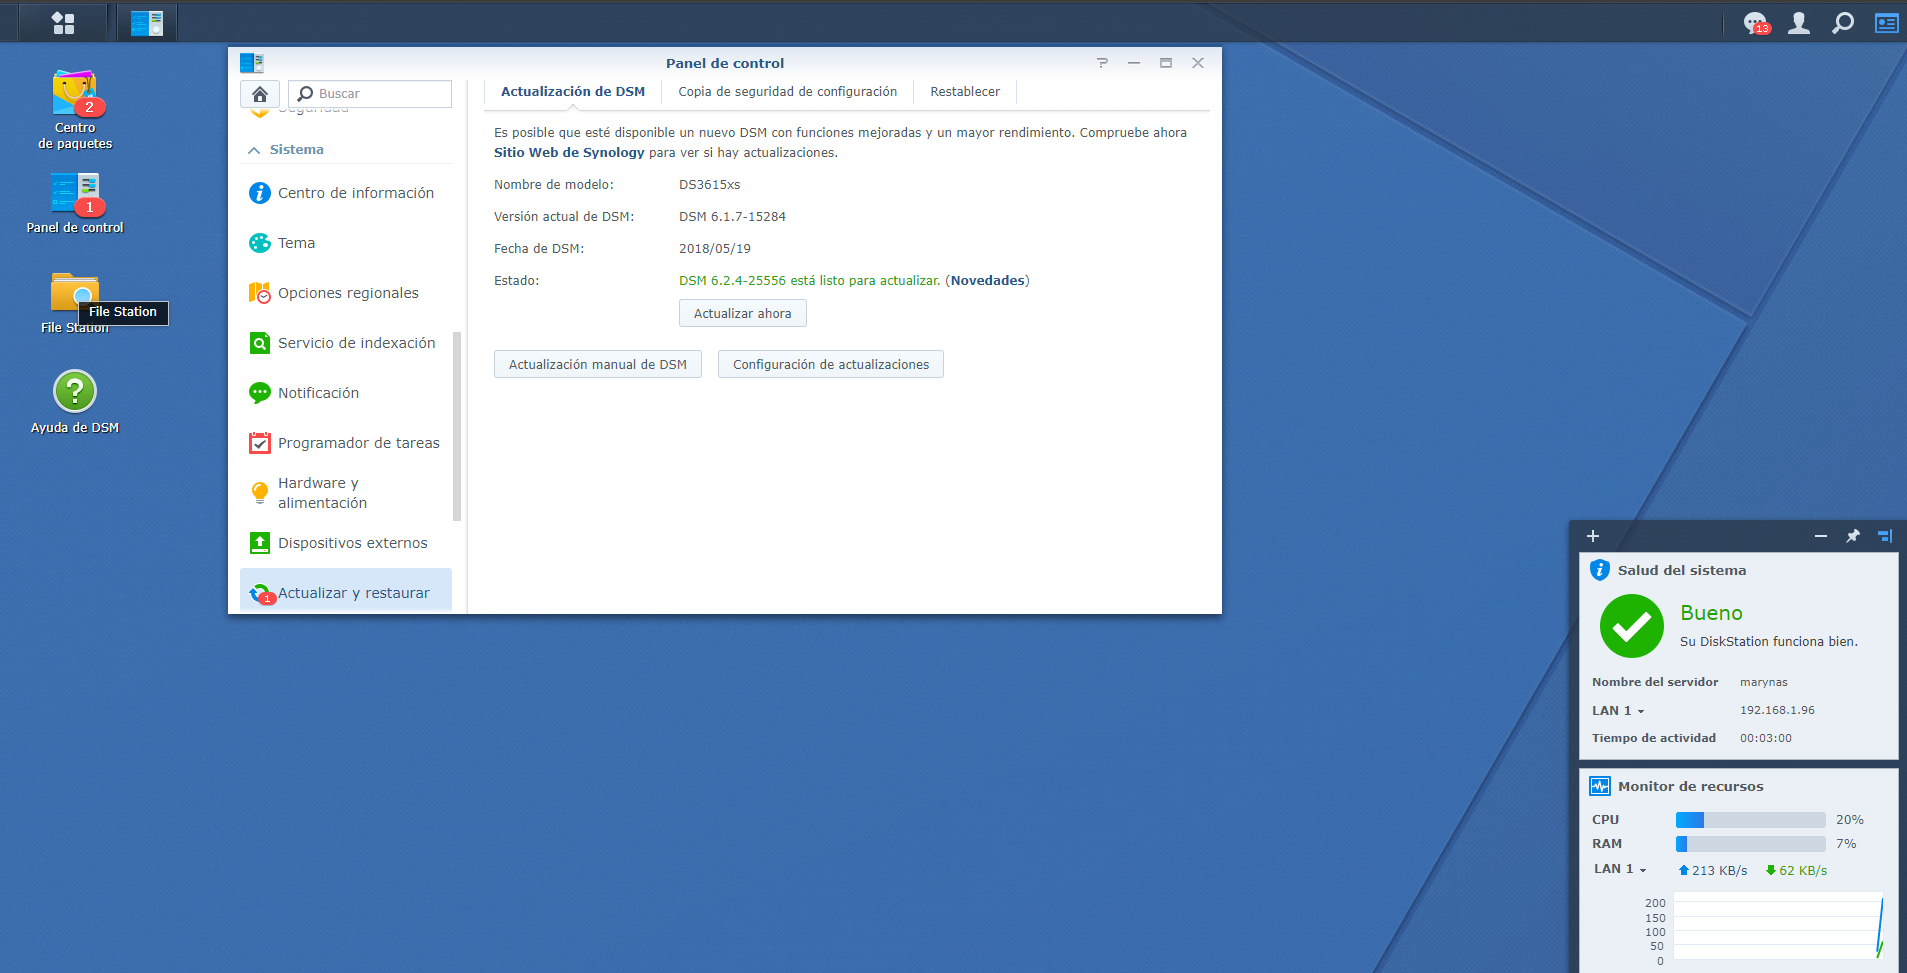 13
2
Centro
de paquetes
1
Panel de control
File Station
File Station
Ayuda de DSM
Panel de control
Buscar
Seguridad
Sistema
Centro de información
Tema
Opciones regionales
Servicio de indexación
Notificación
Programador de tareas
Hardware y
alimentación
Dispositivos externos
1
Actualizar y restaurar
Actualización de DSM
Copia de seguridad de configuración
Restablecer
Es posible que esté disponible un nuevo DSM con funciones mejoradas y un mayor rendimiento. Compruebe ahora
Sitio Web de Synology para ver si hay actualizaciones.
Nombre de modelo: DS3615xs
Versión actual de DSM: DSM 6.1.7-15284
Fecha de DSM: 2018/05/19
Estado: DSM 6.2.4-25556 está listo para actualizar. (Novedades)
Actualizar ahora
Actualización manual de DSM
Configuración de actualizaciones
Salud del sistema
Bueno
Su DiskStation funciona bien.
Nombre del servidor marynas
LAN 1 192.168.1.96
Tiempo de actividad 00:03:00
Monitor de recursos
CPU 20%
RAM 7%
LAN 1 213 KB/s 62 KB/s
200
150
100
50
0